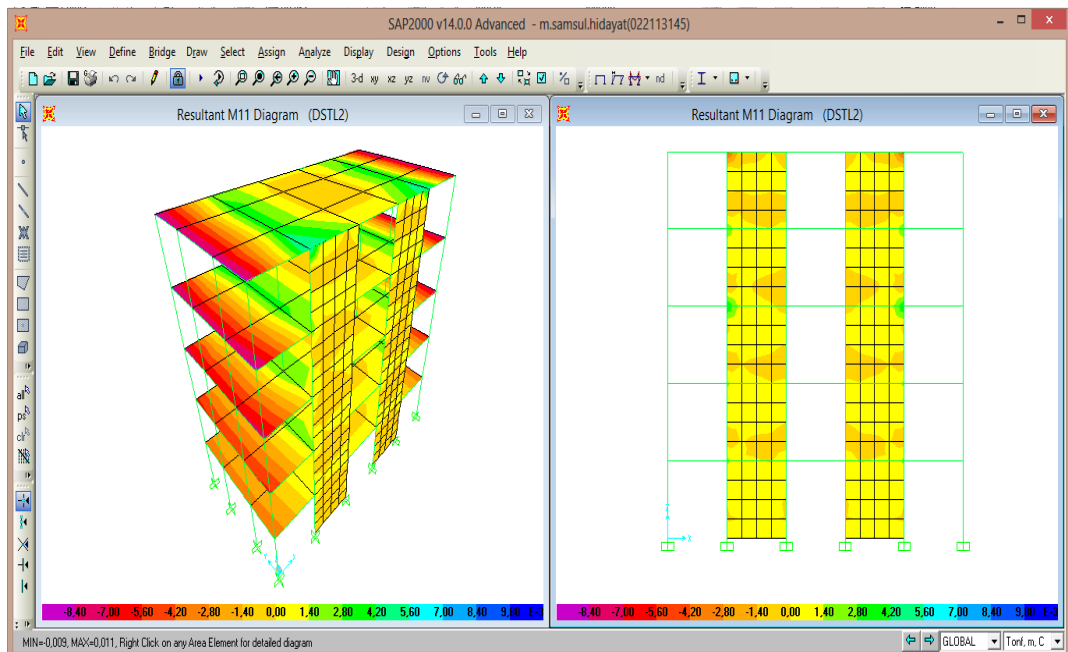 SAP2000 v14.0.0 Advanced - m.samsul.hidayat(022113145)
File Edit View Define Bridge Draw Select Assign Analyze Display Design Options Tools Help
3-d xy xz yz nv nd
Resultant M11 Diagram (DSTL2)
Resultant M11 Diagram (DSTL2)
all
ps
clr
-8,40 -7,00 -5,60 -4,20 -2,80 -1,40 0,00 1,40 2,80 4,20 5,60 7,00 8,40
-8,40 -7,00 -5,60 -4,20 -2,80 -1,40 0,00 1,40 2,80 4,20 5,60 7,00 8,40
MIN=-0,009, MAX=0,011, Right Click on any Area Element for detailed diagram
GLOBAL
Tonf, m, C